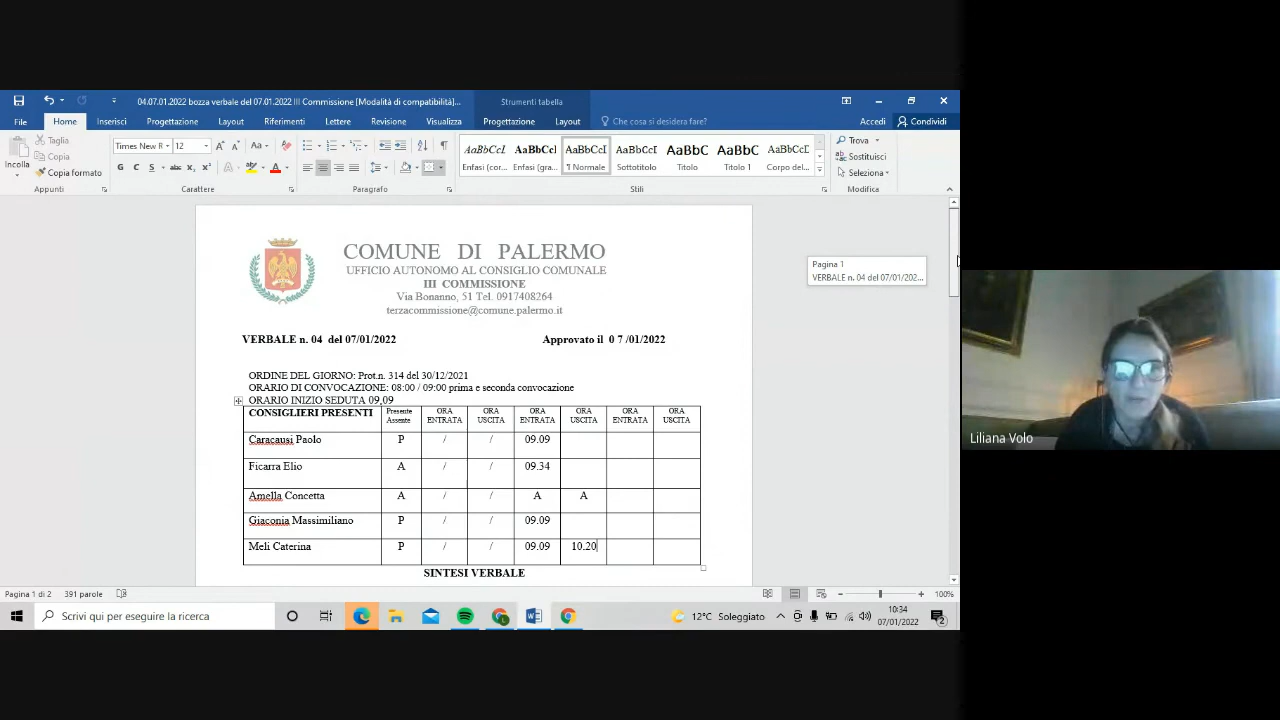 04.07.01.2022 bozza verbale del 07.01.2022 III Commissione [Modalità di compatibilità]...
Strumenti tabella
File Home Inserisci Progettazione Layout Riferimenti Lettere Revisione Visualizza Progettazione Layout Che cosa si desidera fare? Accedi Condividi
Incolla
Taglia
Copia
Copia formato
Times New R 12
G C S abc x₂ x²
AaBbCcL Enfasi (cor...
AaBbCcl Enfasi (gra...
AaBbCcI ¶ Normale
AaBbCcI Sottotitolo
AaBbC Titolo
AaBbC Titolo 1
AaBbCcI Corpo del...
Trova
Sostituisci
Seleziona
Appunti Carattere Paragrafo Stili Modifica
COMUNE DI PALERMO
UFFICIO AUTONOMO AL CONSIGLIO COMUNALE
III COMMISSIONE
Via Bonanno, 51 Tel. 0917408264
terzacommissione@comune.palermo.it
Pagina 1
VERBALE n. 04 del 07/01/202...
VERBALE n. 04 del 07/01/2022 Approvato il 0 7 /01/2022
ORDINE DEL GIORNO: Prot.n. 314 del 30/12/2021
ORARIO DI CONVOCAZIONE: 08:00 / 09:00 prima e seconda convocazione
ORARIO INIZIO SEDUTA 09,09
CONSIGLIERI PRESENTI Presente Assente ORA ENTRATA ORA USCITA ORA ENTRATA ORA USCITA ORA ENTRATA ORA USCITA
Caracausi Paolo P / / 09.09
Ficarra Elio A / / 09.34
Amella Concetta A / / A A
Giaconia Massimiliano P / / 09.09
Meli Caterina P / / 09.09 10.20
SINTESI VERBALE
Liliana Volo
Pagina 1 di 2 391 parole 100%
Scrivi qui per eseguire la ricerca
12°C Soleggiato
10:34
07/01/2022
2